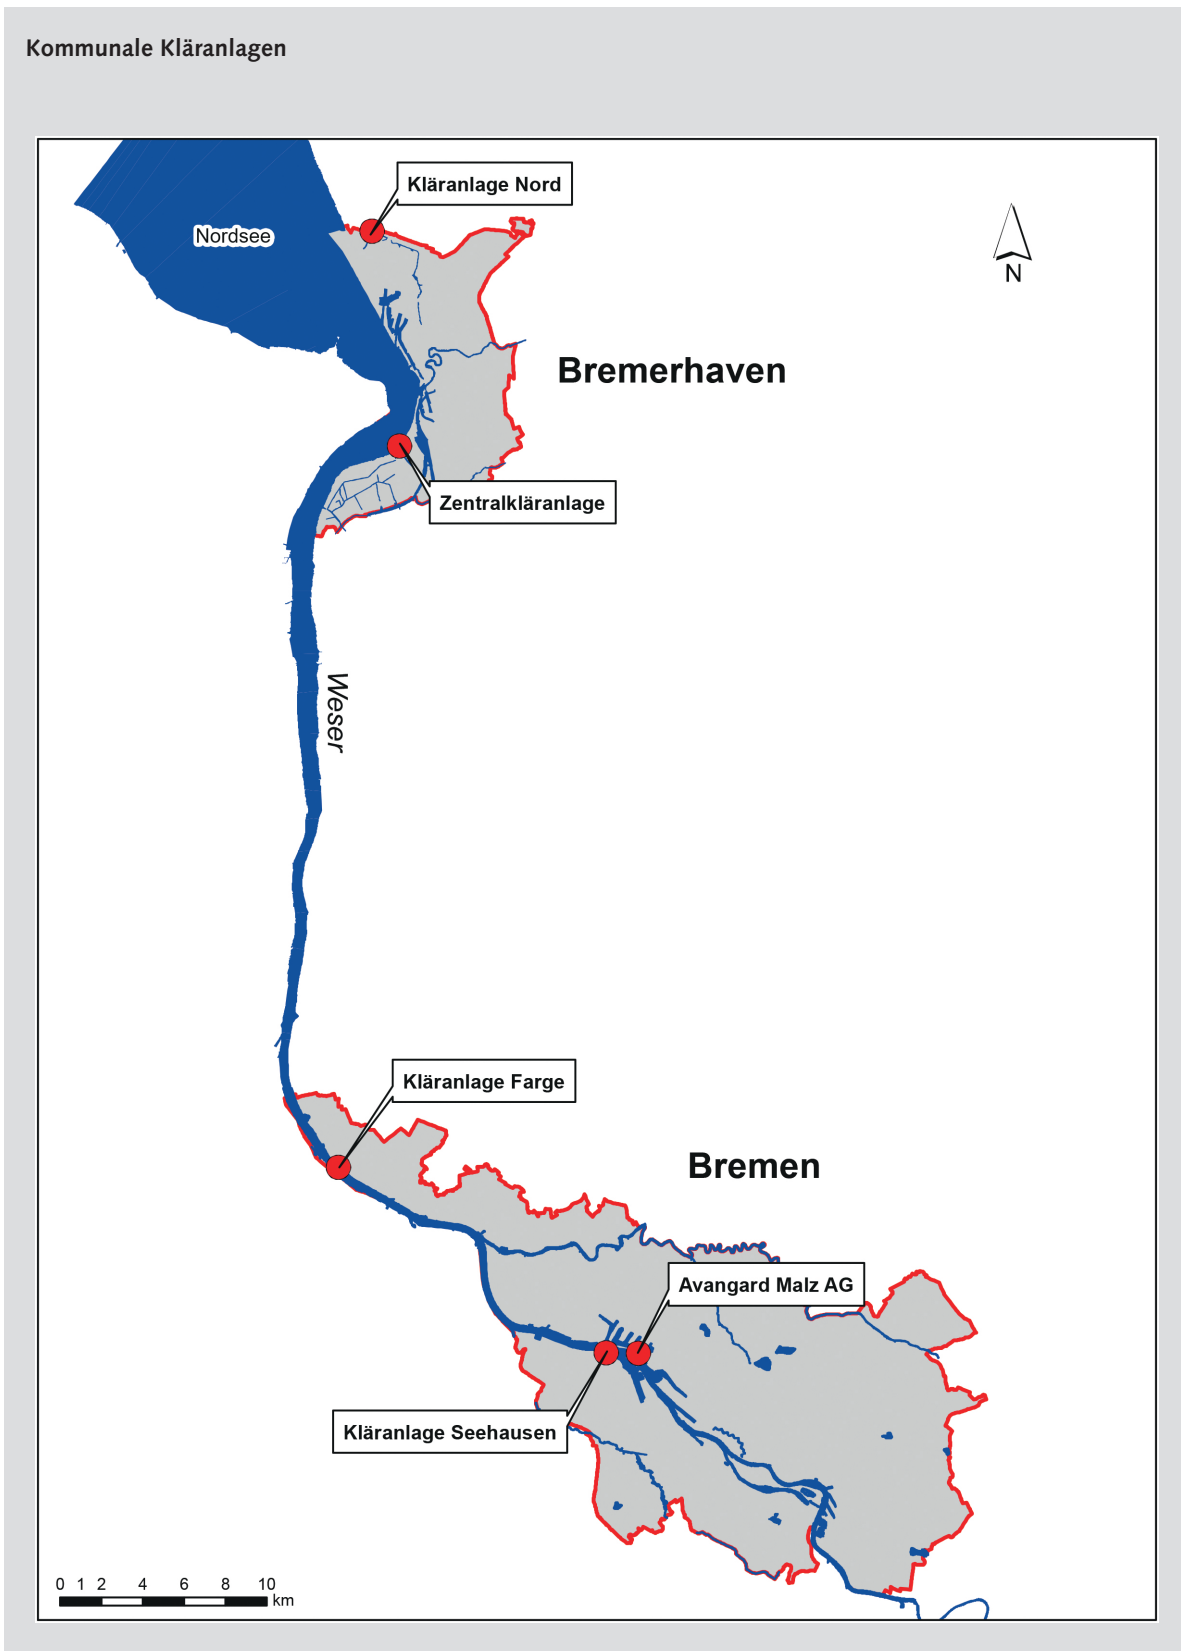 Kommunale Kläranlagen
Kläranlage Nord
Nordsee
N
Bremerhaven
Zentralkläranlage
Weser
Kläranlage Farge
Bremen
Avangard Malz AG
Kläranlage Seehausen
0 1 2 4 6 8 10
km